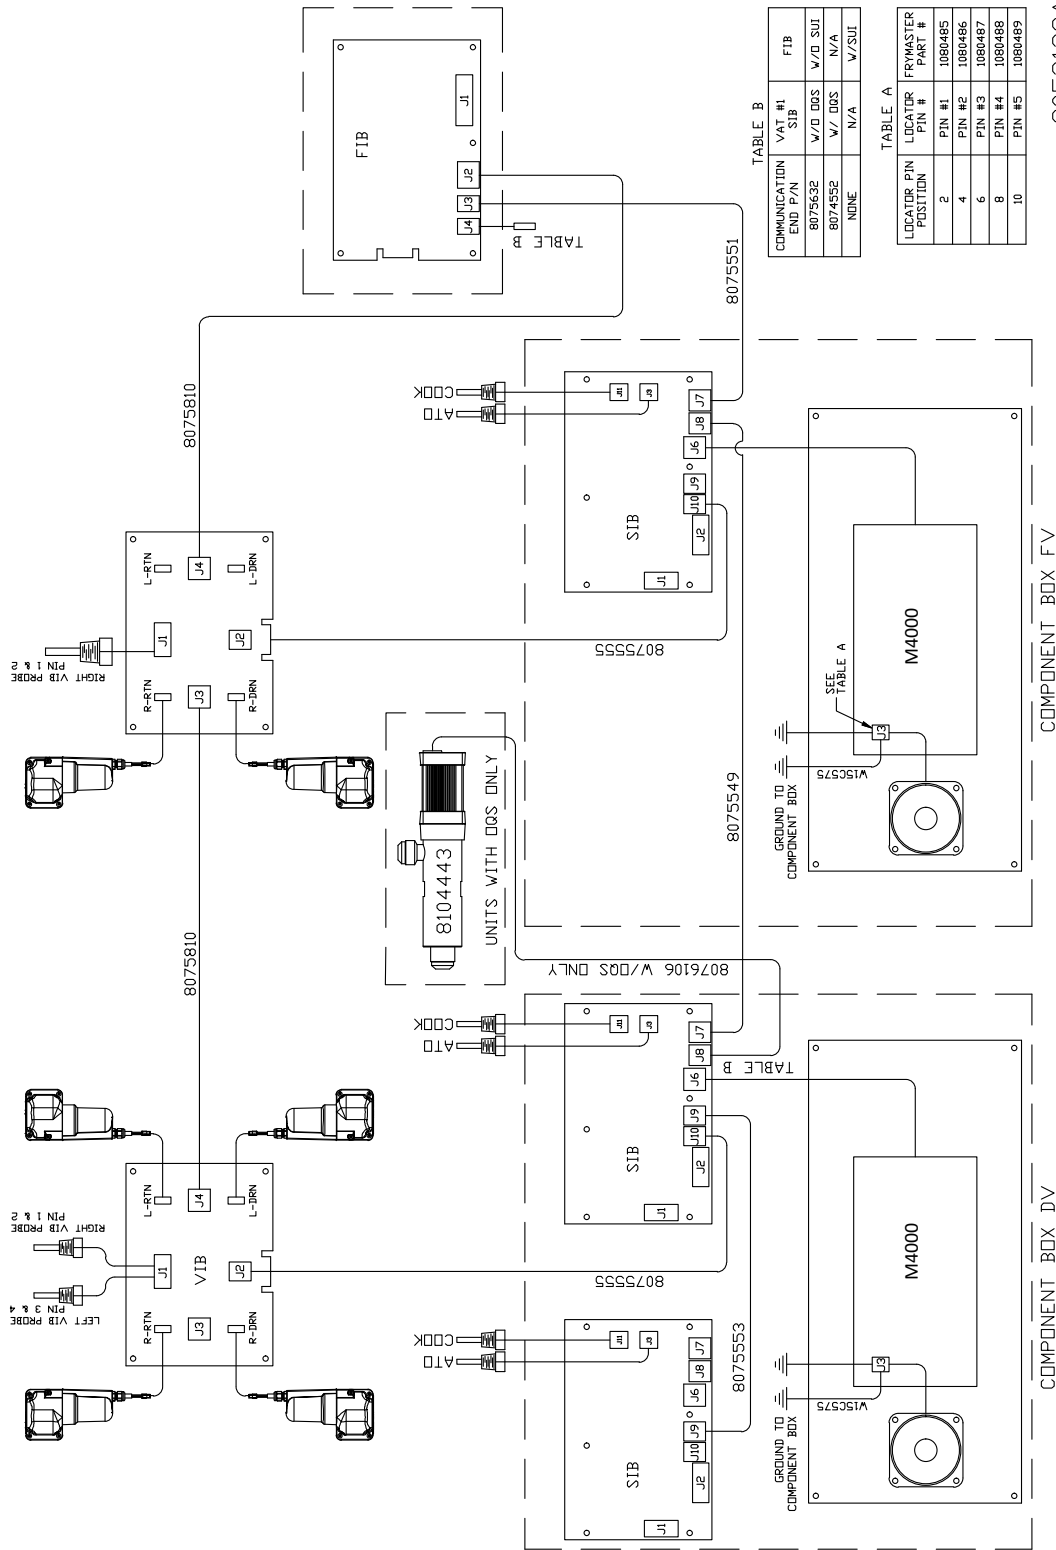 TABLE B
COMMUNICATION END P/N
VAT #1 SIB
FIB
8075632
W/O OQS
W/O SUI
8074552
W/ OQS
N/A
NONE
N/A
W/SUI
TABLE A
LOCATOR PIN POSITION
LOCATOR PIN #
FRYMASTER PART #
2
PIN #1
1080485
4
PIN #2
1080486
6
PIN #3
1080487
8
PIN #4
1080488
10
PIN #5
1080489
FIB
J1
J2
J3
J4
TABLE B
8075810
8075551
RIGHT VIB PROBE
PIN 1 & 2
J1
J2
J3
J4
L-RTN
L-DRN
R-RTN
R-DRN
8075810
8075555
COOK
ATO
J11
J3
J7
J8
J6
J9
J10
J2
J1
SIB
M4000
SEE TABLE A
J3
W15C575
GROUND TO
COMPONENT BOX
COMPONENT BOX FV
8104443
UNITS WITH OQS ONLY
8075549
8076106 W/OQS ONLY
RIGHT VIB PROBE
PIN 1 & 2
LEFT VIB PROBE
PIN 3 & 4
VIB
J1
J2
J3
J4
L-RTN
L-DRN
R-RTN
R-DRN
8075555
COOK
ATO
J11
J3
J7
J8
J6
J9
J10
J2
J1
SIB
TABLE B
COOK
ATO
J11
J3
J7
J8
J6
J9
J10
J2
J1
SIB
8075553
M4000
J3
W15C575
GROUND TO
COMPONENT BOX
COMPONENT BOX DV